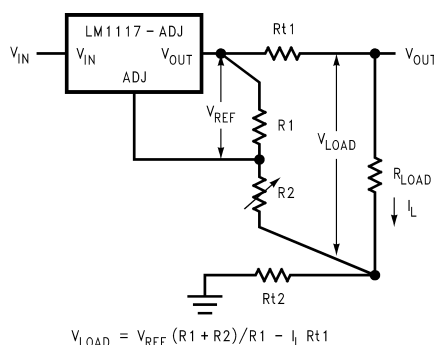 LM1117-ADJ
V_IN
V_IN
V_OUT
ADJ
Rt1
V_OUT
V_REF
R1
V_LOAD
R2
R_LOAD
I_L
Rt2
V_LOAD = V_REF (R1 + R2)/R1 - I_L Rt1